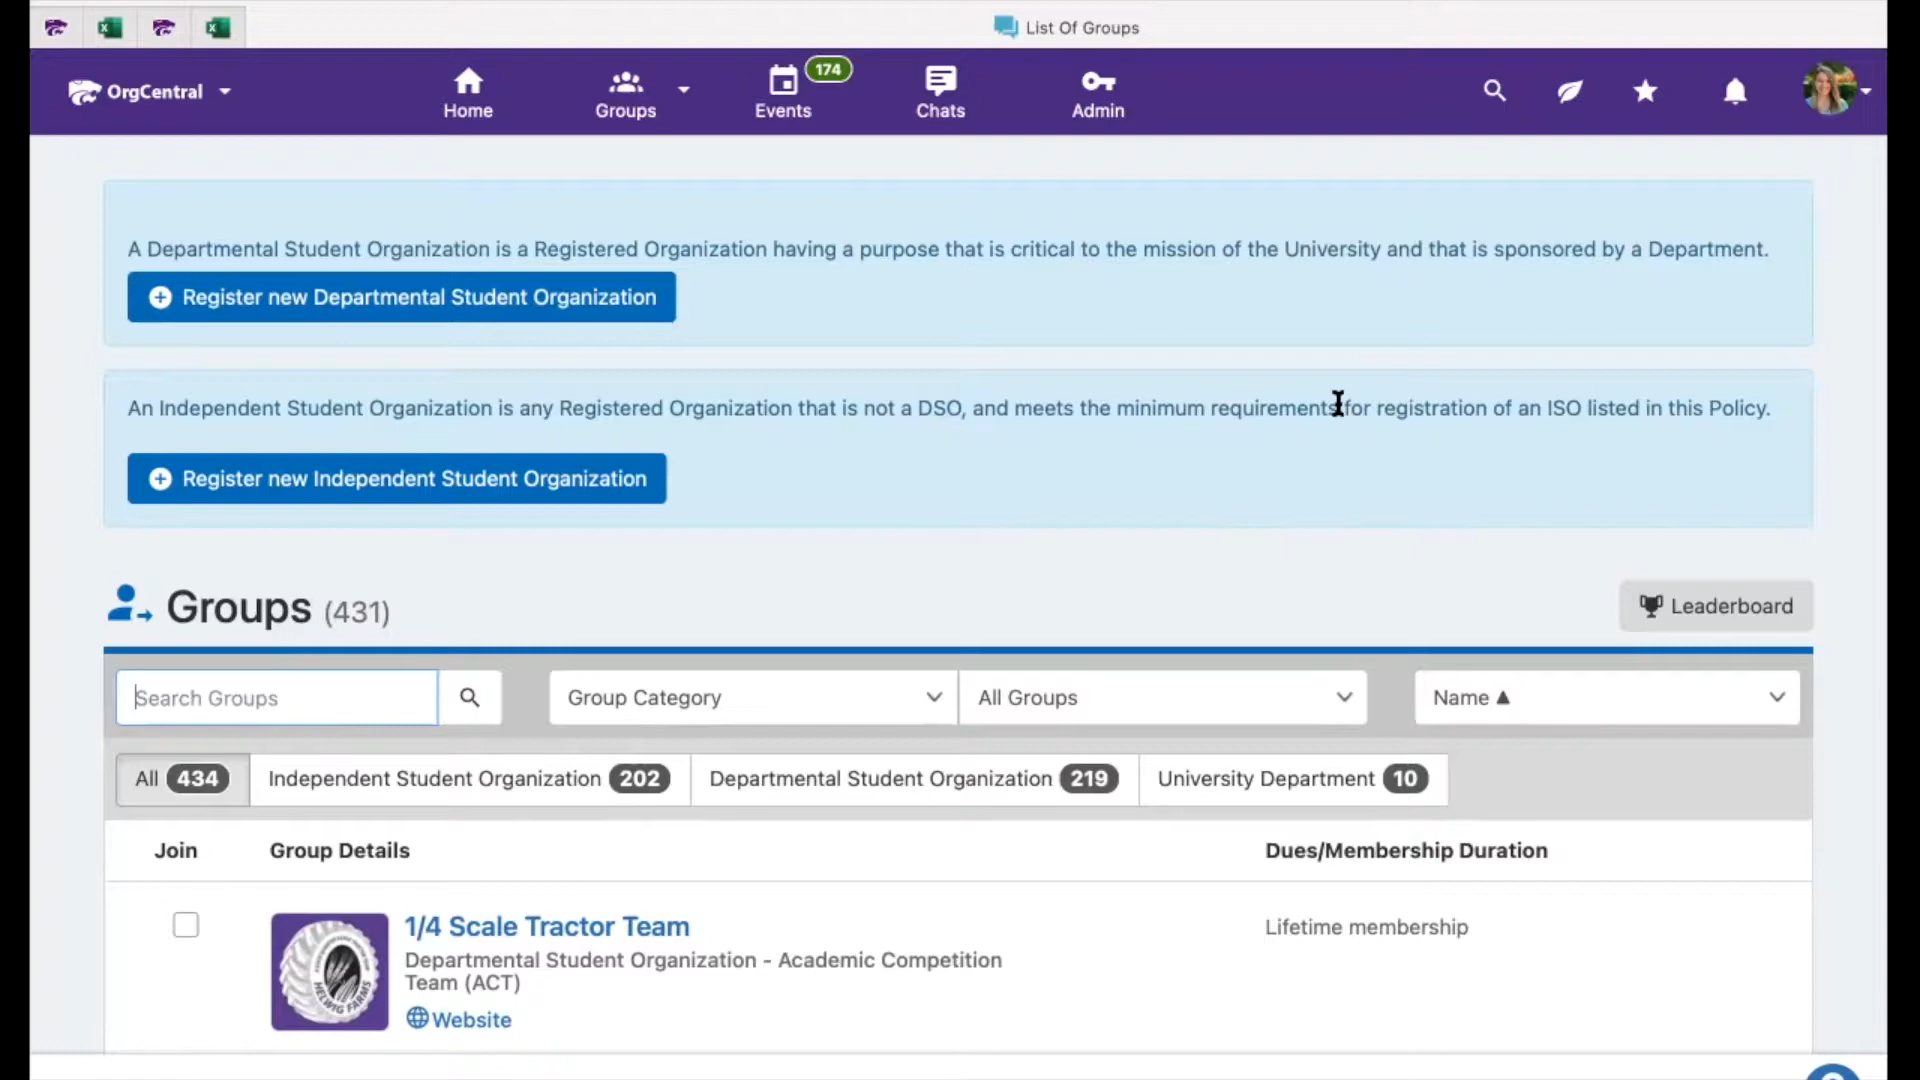 List Of Groups
OrgCentral
Home
Groups
Events
174
Chats
Admin
A Departmental Student Organization is a Registered Organization having a purpose that is critical to the mission of the University and that is sponsored by a Department.
Register new Departmental Student Organization
An Independent Student Organization is any Registered Organization that is not a DSO, and meets the minimum requirements for registration of an ISO listed in this Policy.
Register new Independent Student Organization
Groups (431)
Leaderboard
Search Groups
Group Category
All Groups
Name ▲
All 434
Independent Student Organization 202
Departmental Student Organization 219
University Department 10
Join
Group Details
Dues/Membership Duration
1/4 Scale Tractor Team
Departmental Student Organization - Academic Competition
Team (ACT)
Website
Lifetime membership
HELWIG FARMS